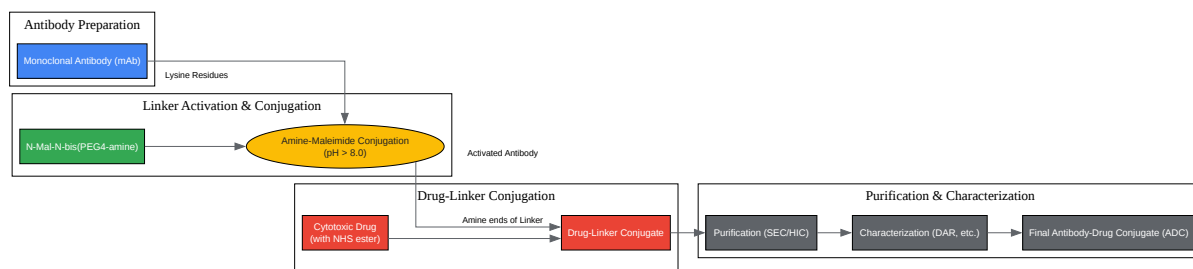 Antibody Preparation
Monoclonal Antibody (mAb)
Lysine Residues
Linker Activation & Conjugation
N-Mal-N-bis(PEG4-amine)
Amine-Maleimide Conjugation
(pH > 8.0)
Activated Antibody
Drug-Linker Conjugation
Cytotoxic Drug
(with NHS ester)
Amine ends of Linker
Drug-Linker Conjugate
Purification & Characterization
Purification (SEC/HIC)
Characterization (DAR, etc.)
Final Antibody-Drug Conjugate (ADC)